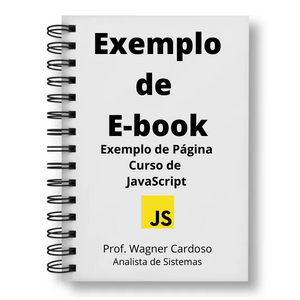 Exemplo
de
E-book
Exemplo de Página
Curso de
JavaScript
JS
Prof. Wagner Cardoso
Analista de Sistemas